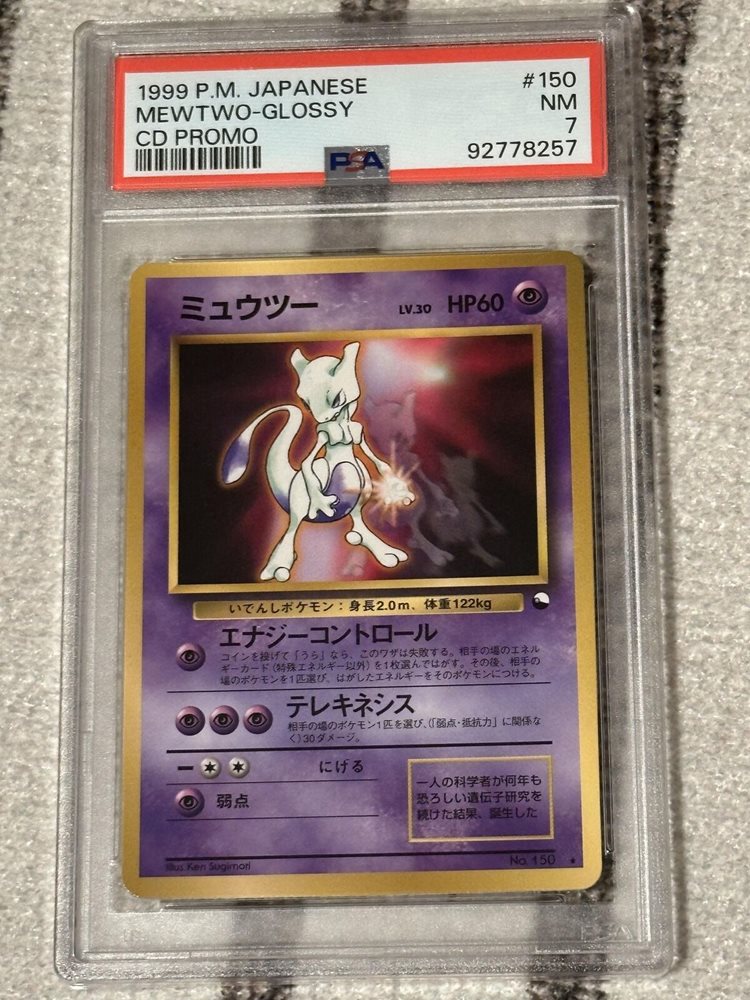 1999 P.M. JAPANESE #150
MEWTWO-GLOSSY NM
CD PROMO 7
PSA 92778257
ミュウツー LV.30 HP60
いでんしポケモン：身長2.0m、体重122kg
エナジーコントロール
コインを投げて「うら」なら、このワザは失敗する。相手の場のエネル
ギーカード（特殊エネルギー以外）を1枚選んではがす。その後、相手の
場のポケモンを1匹選び、はがしたエネルギーをそのポケモンにつける。
テレキネシス
相手の場のポケモン1匹を選び、（「弱点・抵抗力」に関係な
く）30ダメージ。
にげる
弱点
一人の科学者が何年も
恐ろしい遺伝子研究を
続けた結果、誕生した
Illus. Ken Sugimori No. 150 ★